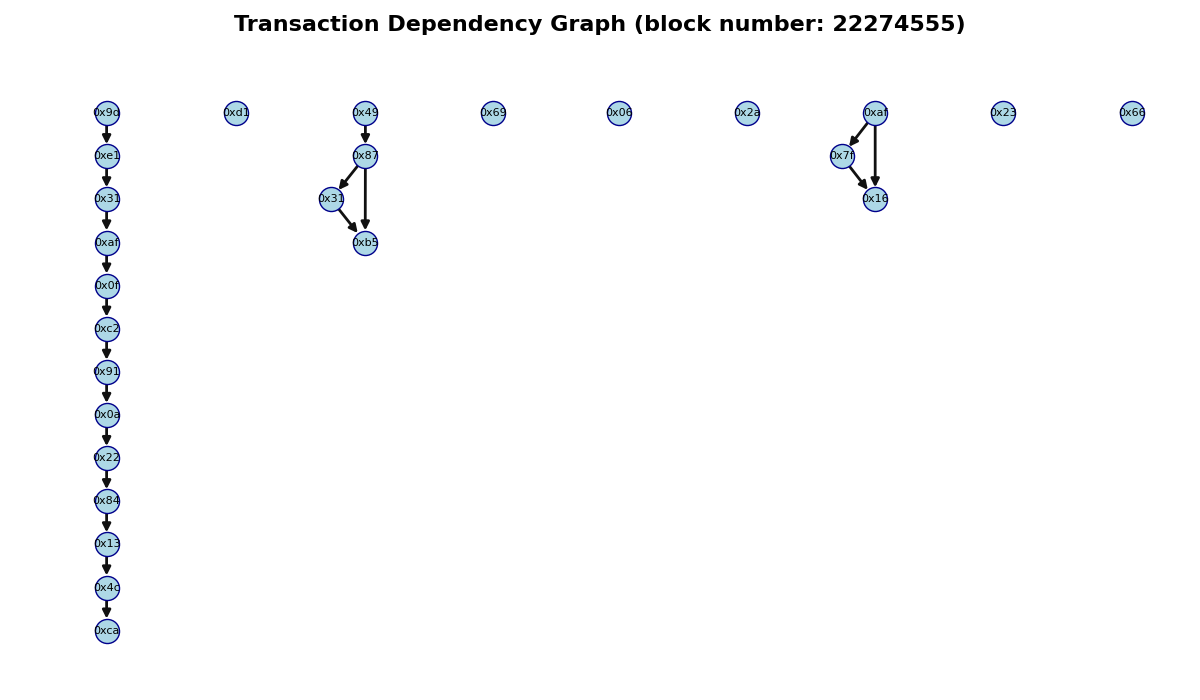 Transaction Dependency Graph (block number: 22274555)
0x9d 0xd1 0x49 0x69 0x06 0x2a 0xaf 0x23 0x66
0xe1 0x87 0x7f
0x31 0x31 0x16
0xaf 0xb5
0x0f
0xc2
0x91
0x0a
0x22
0x84
0x13
0x4c
0xca